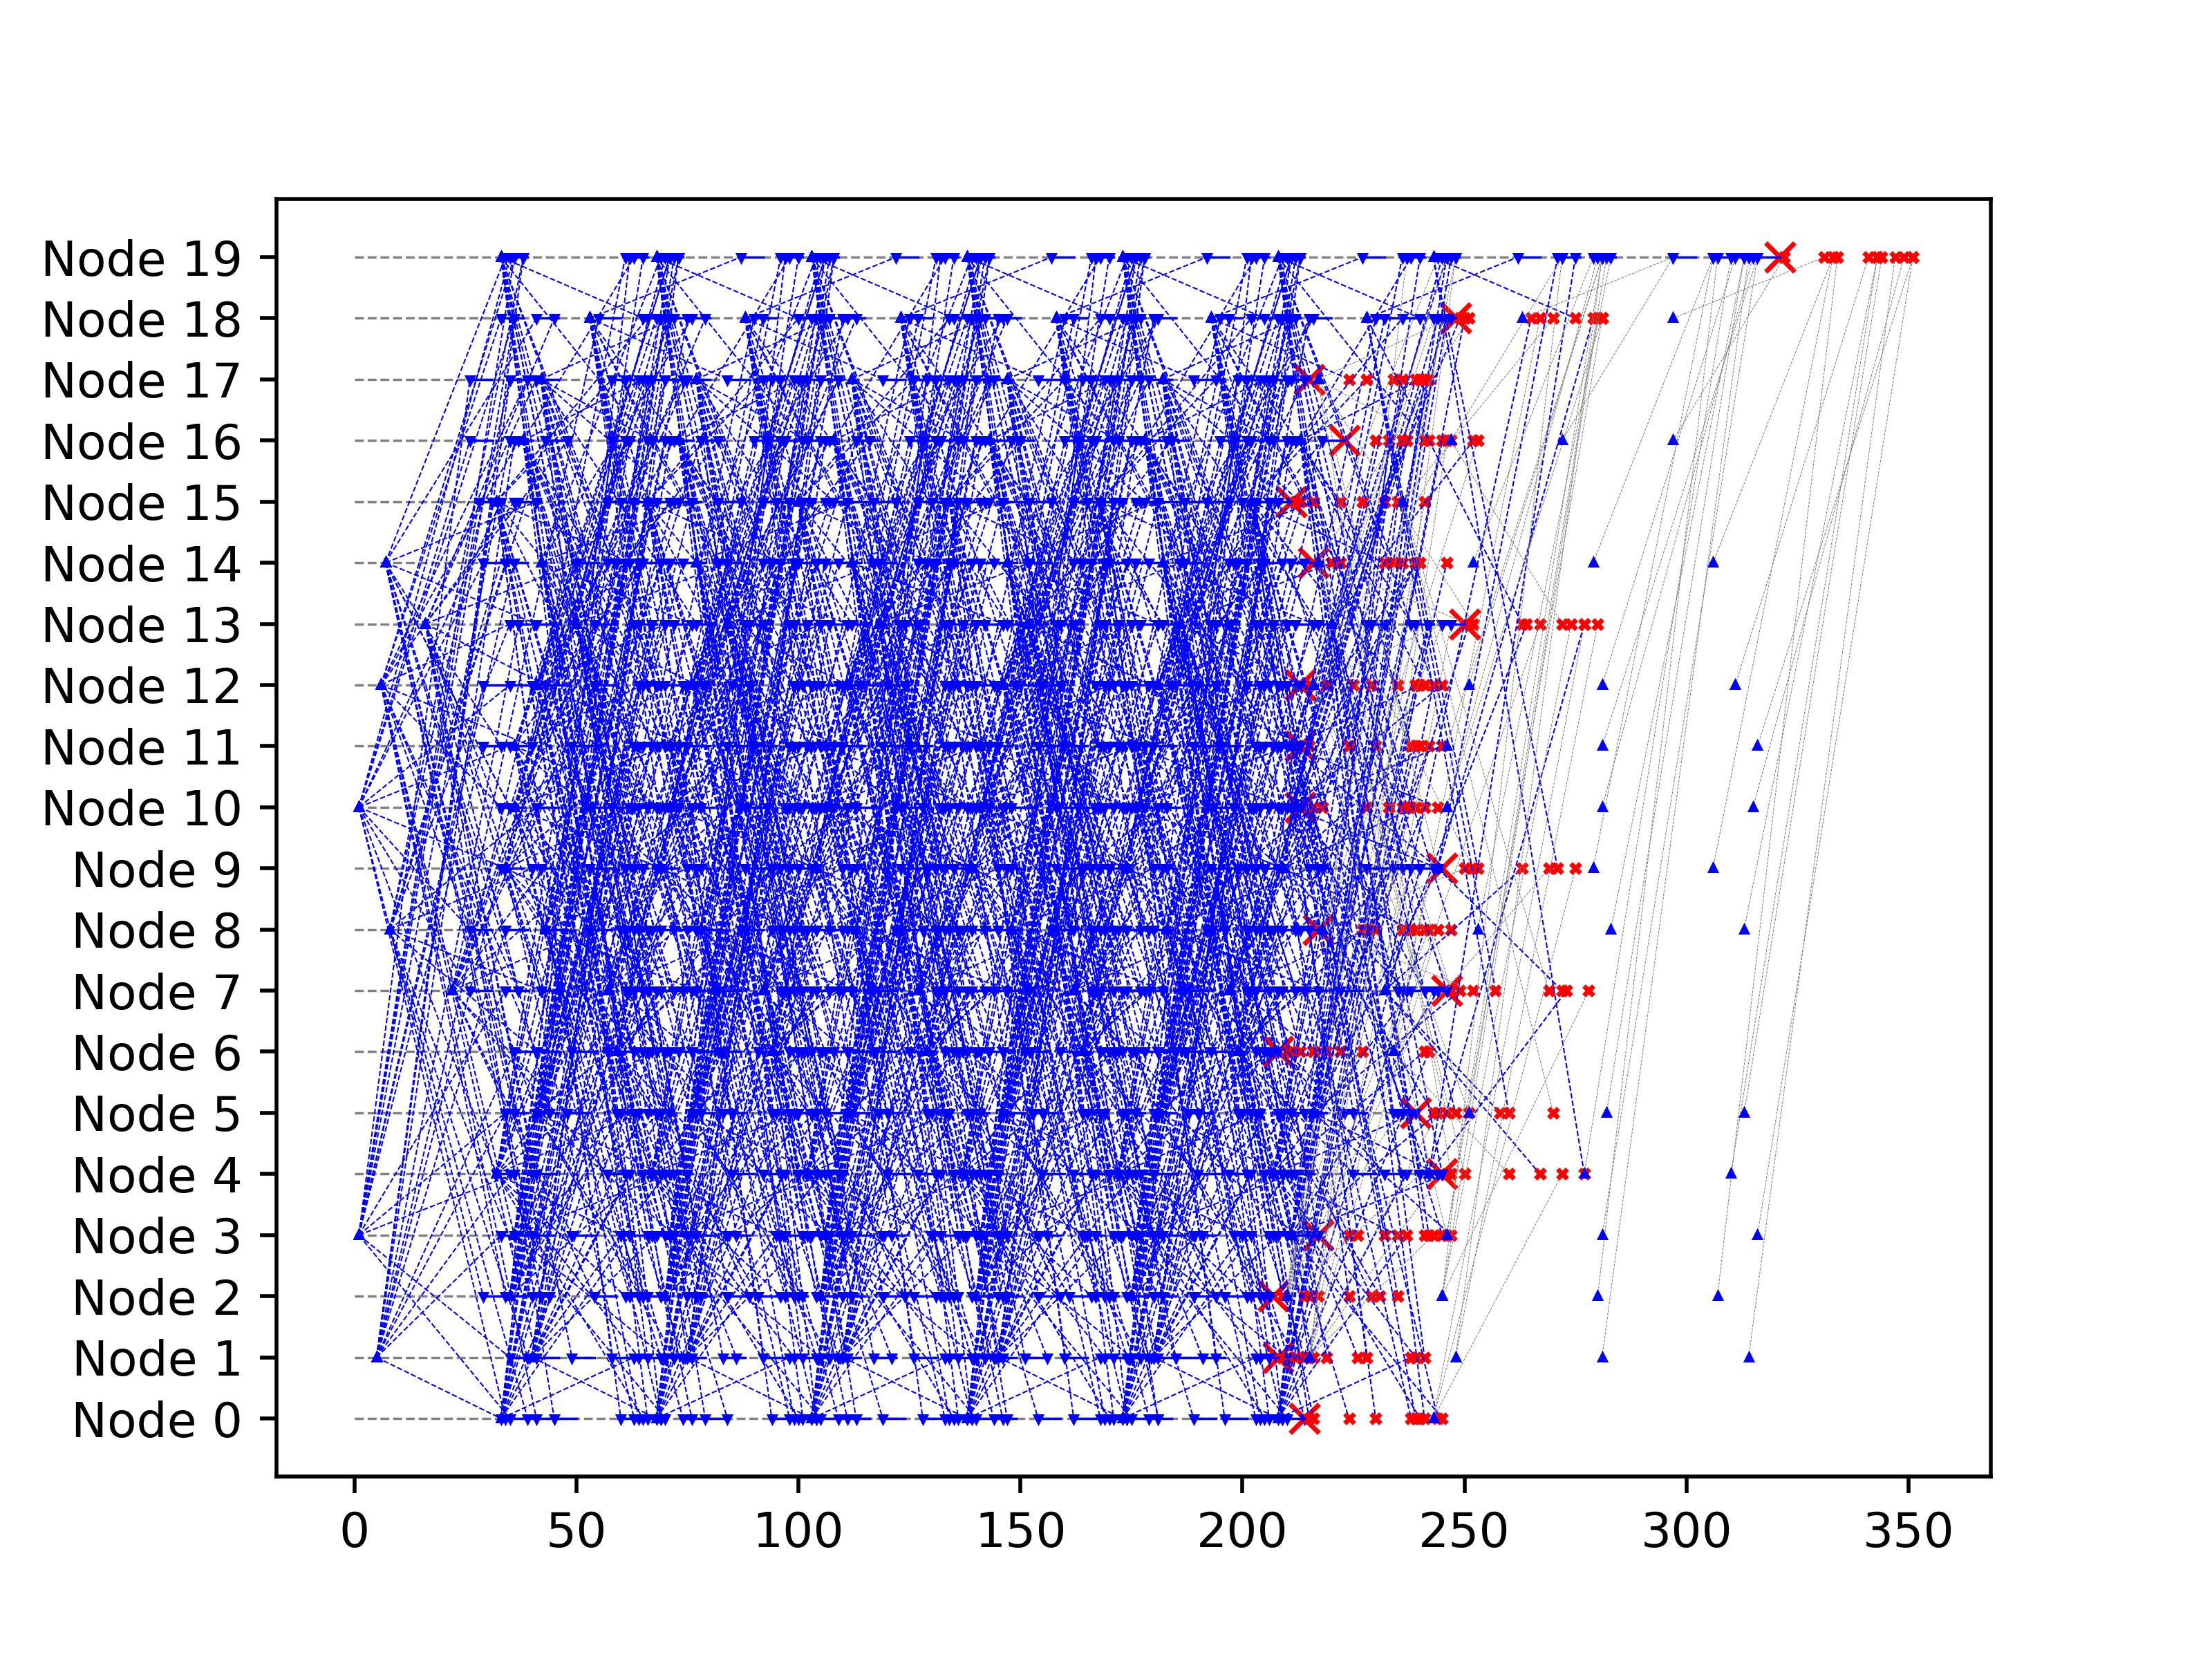 Node 19
Node 18
Node 17
Node 16
Node 15
Node 14
Node 13
Node 12
Node 11
Node 10
Node 9
Node 8
Node 7
Node 6
Node 5
Node 4
Node 3
Node 2
Node 1
Node 0
0 50 100 150 200 250 300 350